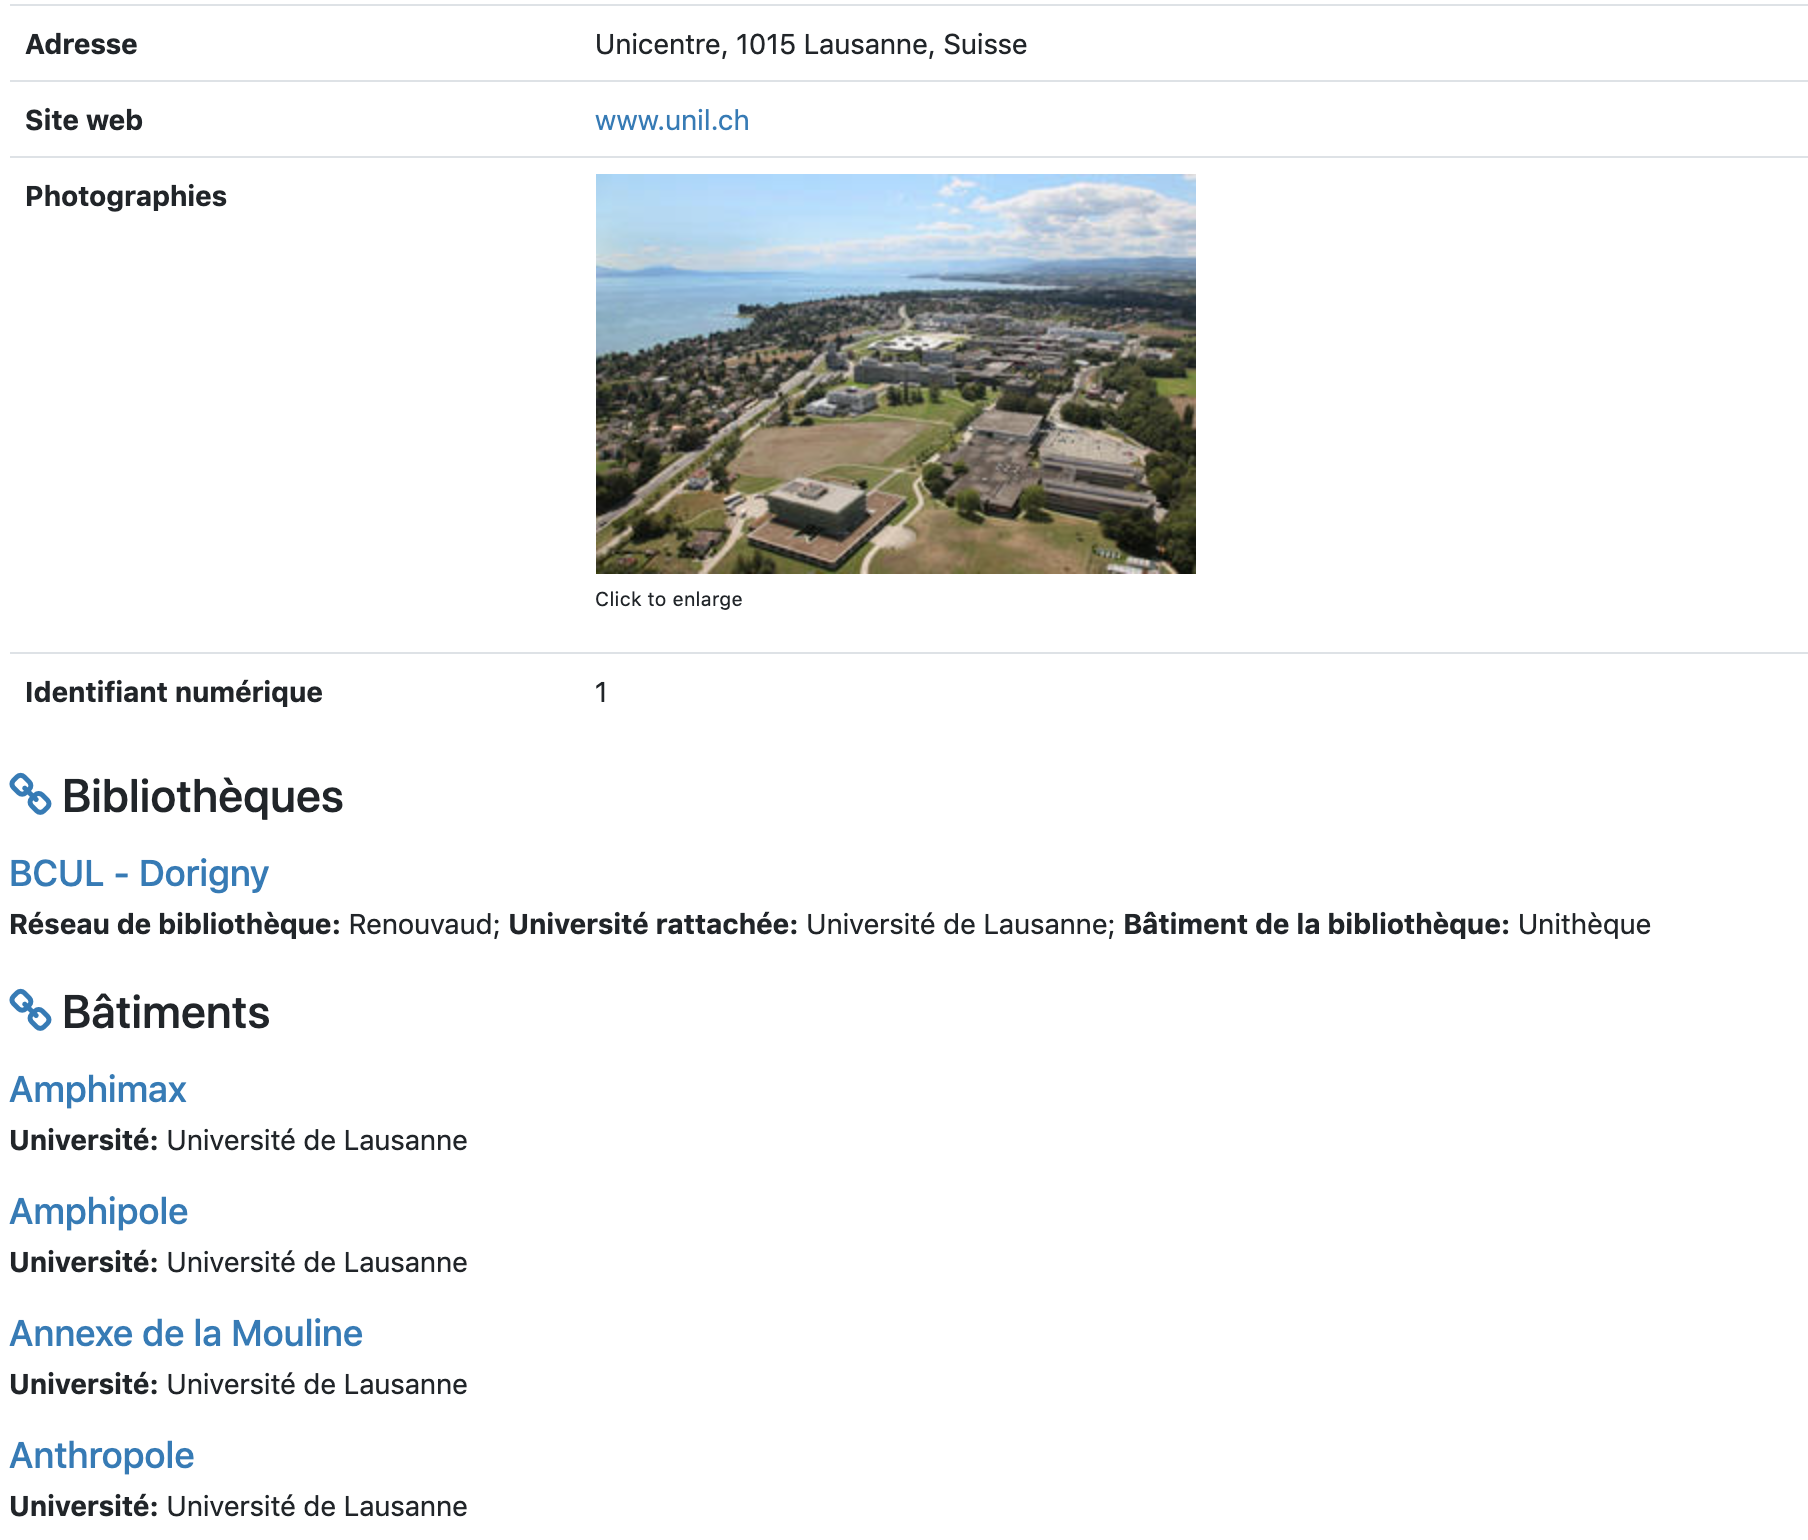 Adresse Unicentre, 1015 Lausanne, Suisse
Site web www.unil.ch
Photographies
Click to enlarge
Identifiant numérique 1
Bibliothèques
BCUL - Dorigny
Réseau de bibliothèque: Renouvaud; Université rattachée: Université de Lausanne; Bâtiment de la bibliothèque: Unithèque
Bâtiments
Amphimax
Université: Université de Lausanne
Amphipole
Université: Université de Lausanne
Annexe de la Mouline
Université: Université de Lausanne
Anthropole
Université: Université de Lausanne